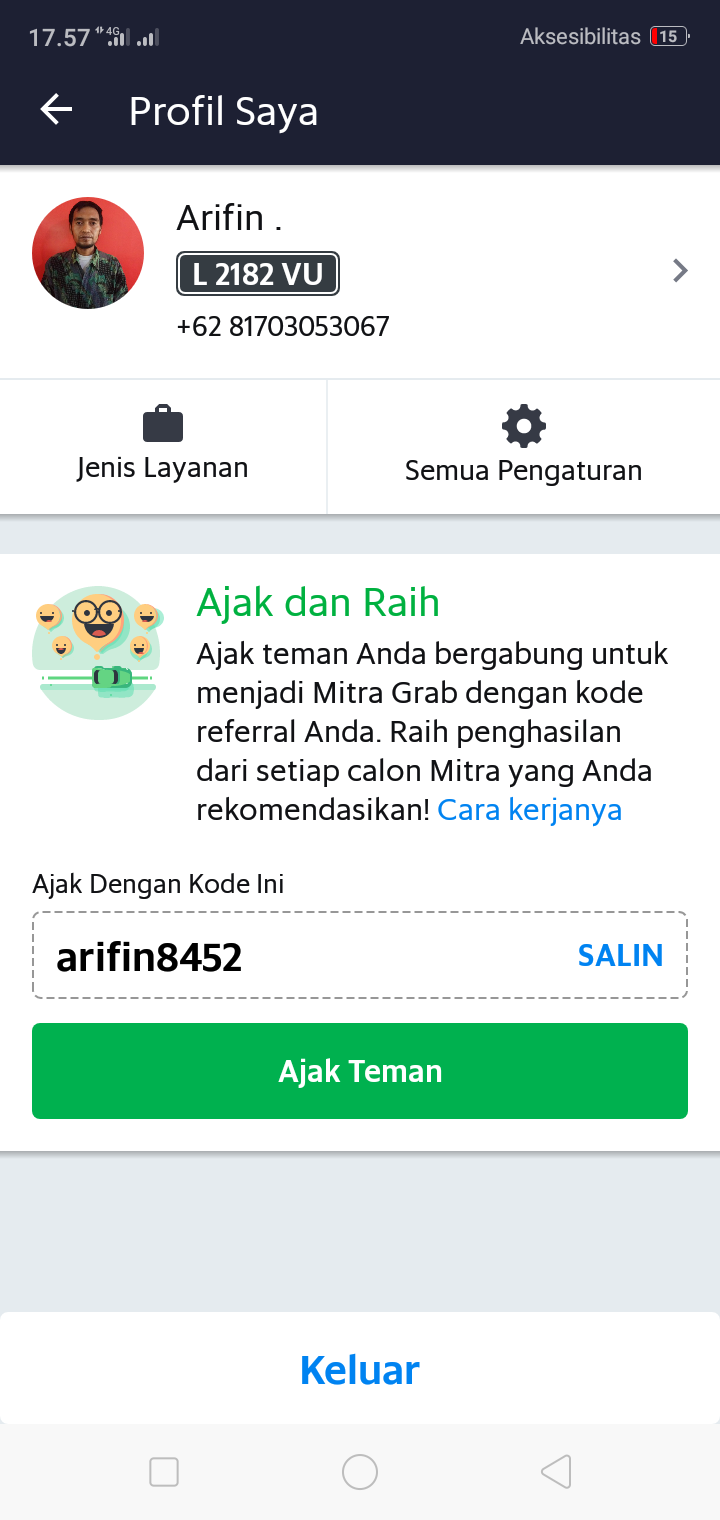 17.57 4G Aksesibilitas 15
Profil Saya
Arifin .
L 2182 VU
+62 81703053067
Jenis Layanan
Semua Pengaturan
Ajak dan Raih
Ajak teman Anda bergabung untuk
menjadi Mitra Grab dengan kode
referral Anda. Raih penghasilan
dari setiap calon Mitra yang Anda
rekomendasikan! Cara kerjanya
Ajak Dengan Kode Ini
arifin8452 SALIN
Ajak Teman
Keluar